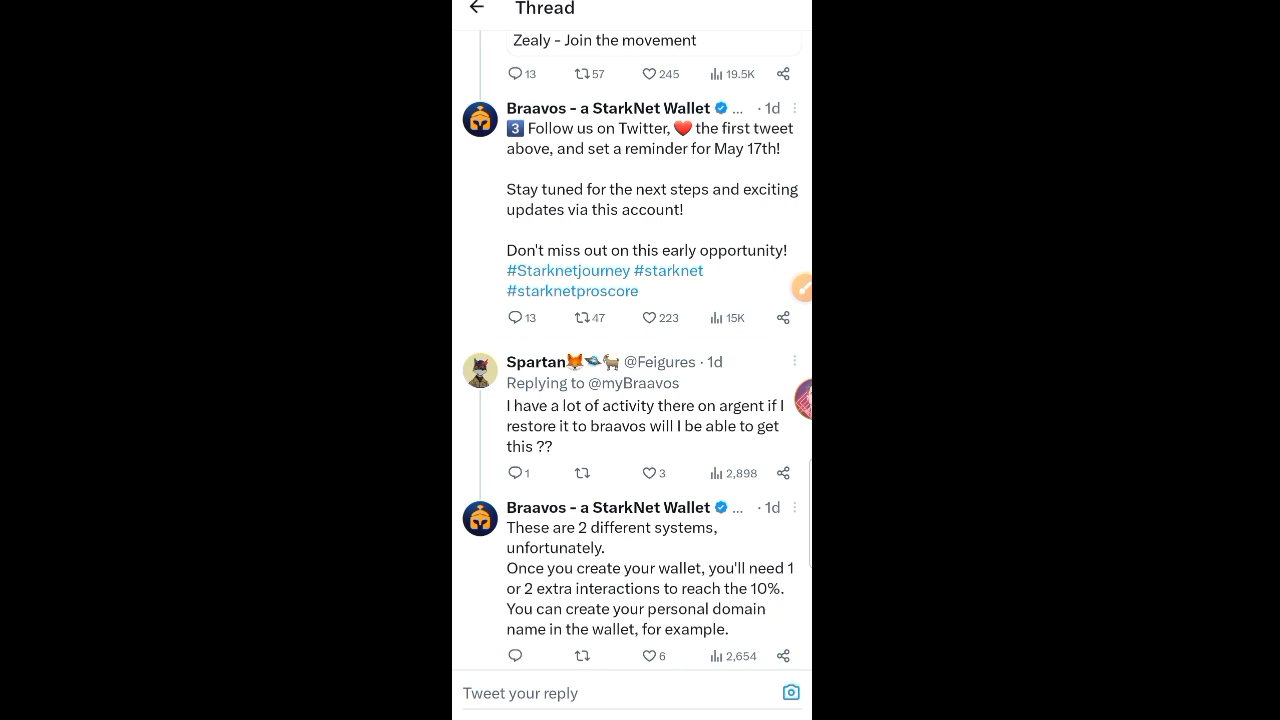 Thread
Zealy - Join the movement
13 57 245 19.5K
Braavos - a StarkNet Wallet ... · 1d
3 Follow us on Twitter, ❤️ the first tweet
above, and set a reminder for May 17th!
Stay tuned for the next steps and exciting
updates via this account!
Don't miss out on this early opportunity!
#Starknetjourney #starknet
#starknetproscore
13 47 223 15K
Spartan🦊🛸🐐 @Feigures · 1d
Replying to @myBraavos
I have a lot of activity there on argent if I
restore it to braavos will I be able to get
this ??
1 3 2,898
Braavos - a StarkNet Wallet ... · 1d
These are 2 different systems,
unfortunately.
Once you create your wallet, you'll need 1
or 2 extra interactions to reach the 10%.
You can create your personal domain
name in the wallet, for example.
6 2,654
Tweet your reply